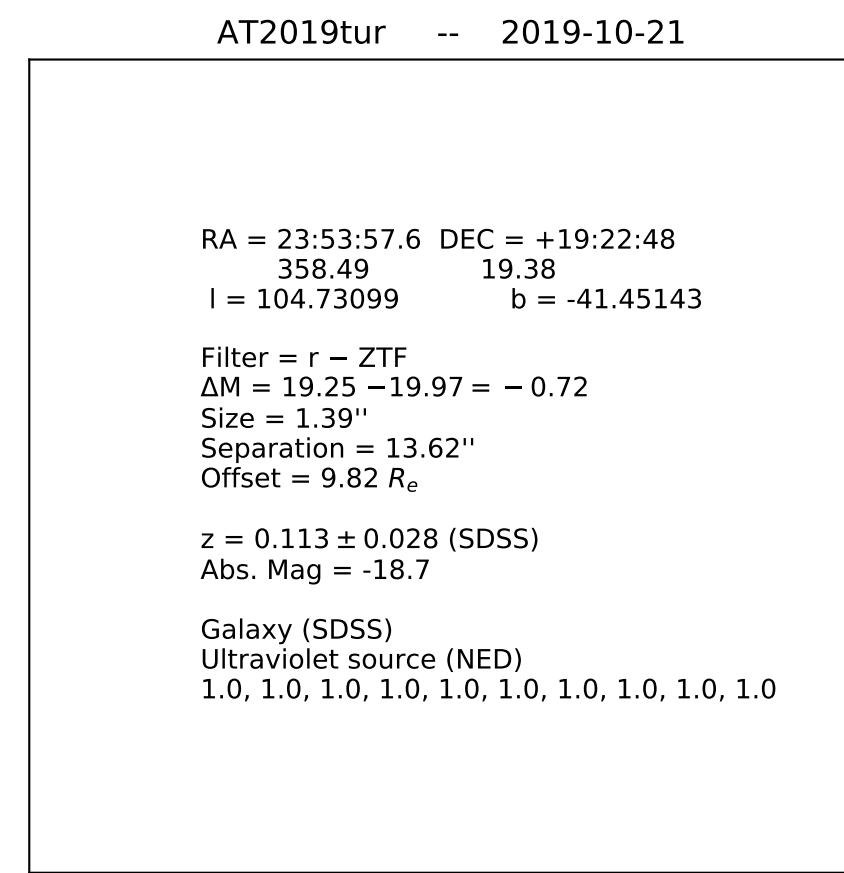 AT2019tur -- 2019-10-21
RA = 23:53:57.6 DEC = +19:22:48
358.49 19.38
l = 104.73099 b = -41.45143
Filter = r − ZTF
ΔM = 19.25 −19.97 = − 0.72
Size = 1.39''
Separation = 13.62''
Offset = 9.82 Re
z = 0.113 ± 0.028 (SDSS)
Abs. Mag = -18.7
Galaxy (SDSS)
Ultraviolet source (NED)
1.0, 1.0, 1.0, 1.0, 1.0, 1.0, 1.0, 1.0, 1.0, 1.0